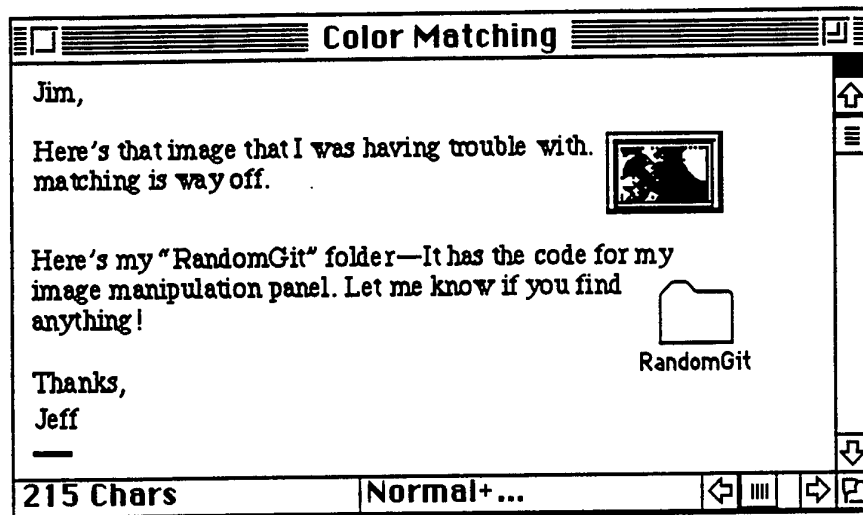 Color Matching
Jim,
Here's that image that I was having trouble with.
matching is way off.
Here's my "RandomGit" folder—It has the code for my
image manipulation panel. Let me know if you find
anything!
RandomGit
Thanks,
Jeff
215 Chars
Normal+...